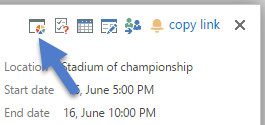 copy link
Location Stadium of championship
Start date June 5:00 PM
End date 16, June 10:00 PM